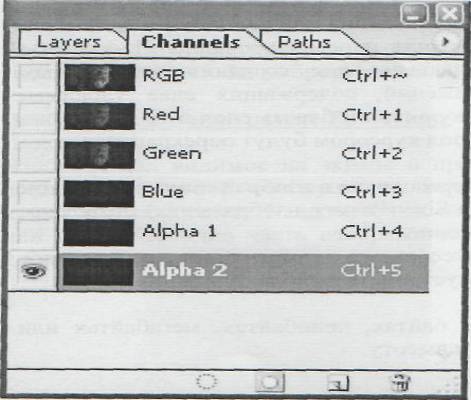 Layers Channels Paths
RGB Ctrl+~
Red Ctrl+1
Green Ctrl+2
Blue Ctrl+3
Alpha 1 Ctrl+4
Alpha 2 Ctrl+5